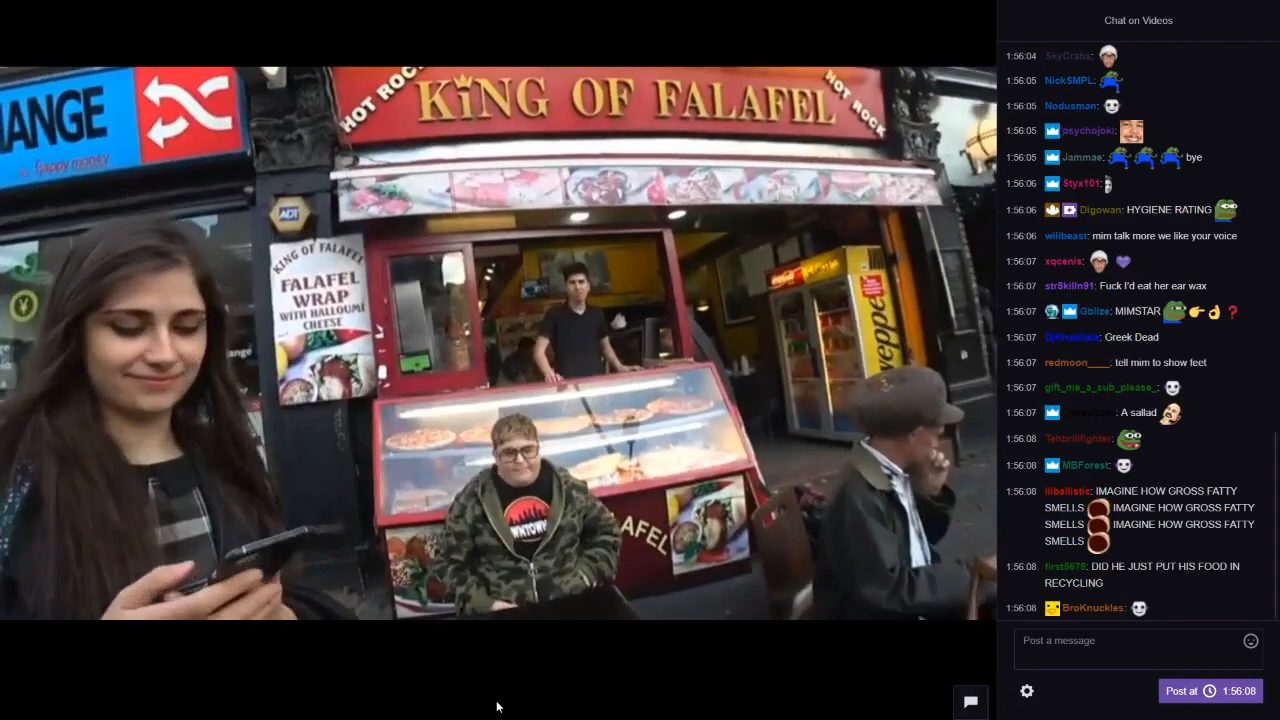 HOT ROCK
KING OF FALAFEL
HOT ROCK
ANGE
ADT
KING OF FALAFEL
FALAFEL
WRAP
WITH HALLOUMI
CHEESE
AFEL
Chat on Videos
1:56:04 SkyCrabs:
1:56:05 NickSMPL:
1:56:05 Nodusman:
1:56:05 psychojoki:
1:56:05 Jammae: bye
1:56:06 Styx101:
1:56:06 Digowan: HYGIENE RATING
1:56:06 wilibeast: mim talk more we like your voice
1:56:07 xqcenis:
1:56:07 str8killn91: Fuck I'd eat her ear wax
1:56:07 Gblize: MIMSTAR
1:56:07 Greek Dead
1:56:07 redmoon____: tell mim to show feet
1:56:07 gift_me_a_sub_please_:
1:56:07 A sallad
1:56:08 Tehbrillfighter:
1:56:08 MBForest:
1:56:08 illballistic: IMAGINE HOW GROSS FATTY
SMELLS IMAGINE HOW GROSS FATTY
SMELLS IMAGINE HOW GROSS FATTY
SMELLS
1:56:08 first5678: DID HE JUST PUT HIS FOOD IN
RECYCLING
1:56:08 BroKnuckles:
Post a message
Post at 1:56:08